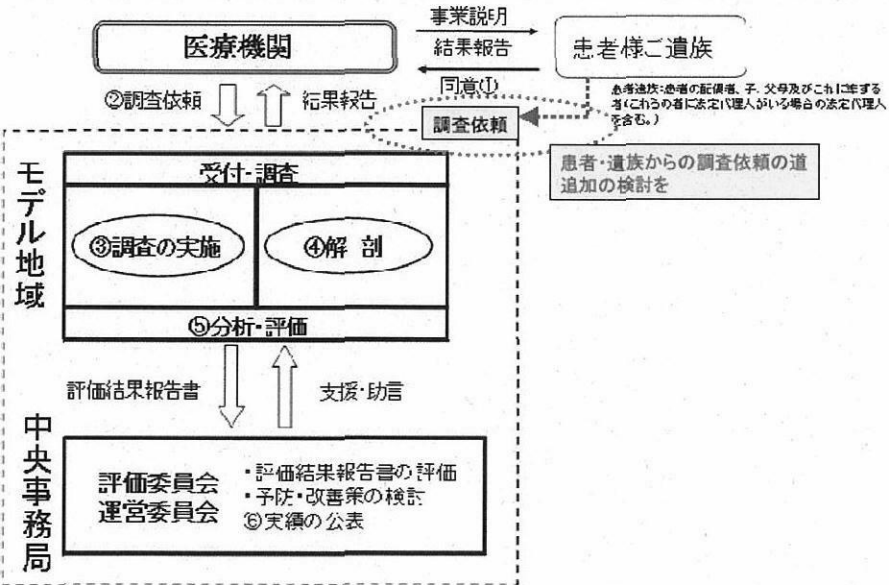 事業説明
医療機関
結果報告
患者様ご遺族
同意①
患者遺族:患者の配偶者、子、父母及びこれに準ずる
者(これらの者に法定代理人がいる場合の法定代理人
を含む。)
②調査依頼
結果報告
調査依頼
患者・遺族からの調査依頼の道
追加の検討を
モデル地域
受付・調査
③調査の実施
④解 剖
⑤分析・評価
評価結果報告書
支援・助言
中央事務局
評価委員会
運営委員会
・評価結果報告書の評価
・予防・改善策の検討
⑥実績の公表